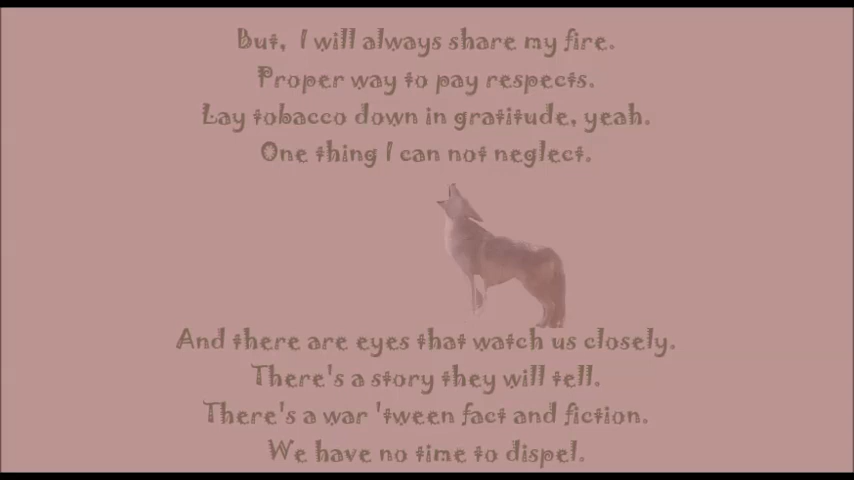 But,  I will always share my fire.
Proper way to pay respects.
Lay tobacco down in gratitude, yeah.
One thing I can not neglect.
And there are eyes that watch us closely.
There's a story they will tell.
There's a war 'tween fact and fiction.
We have no time to dispel.